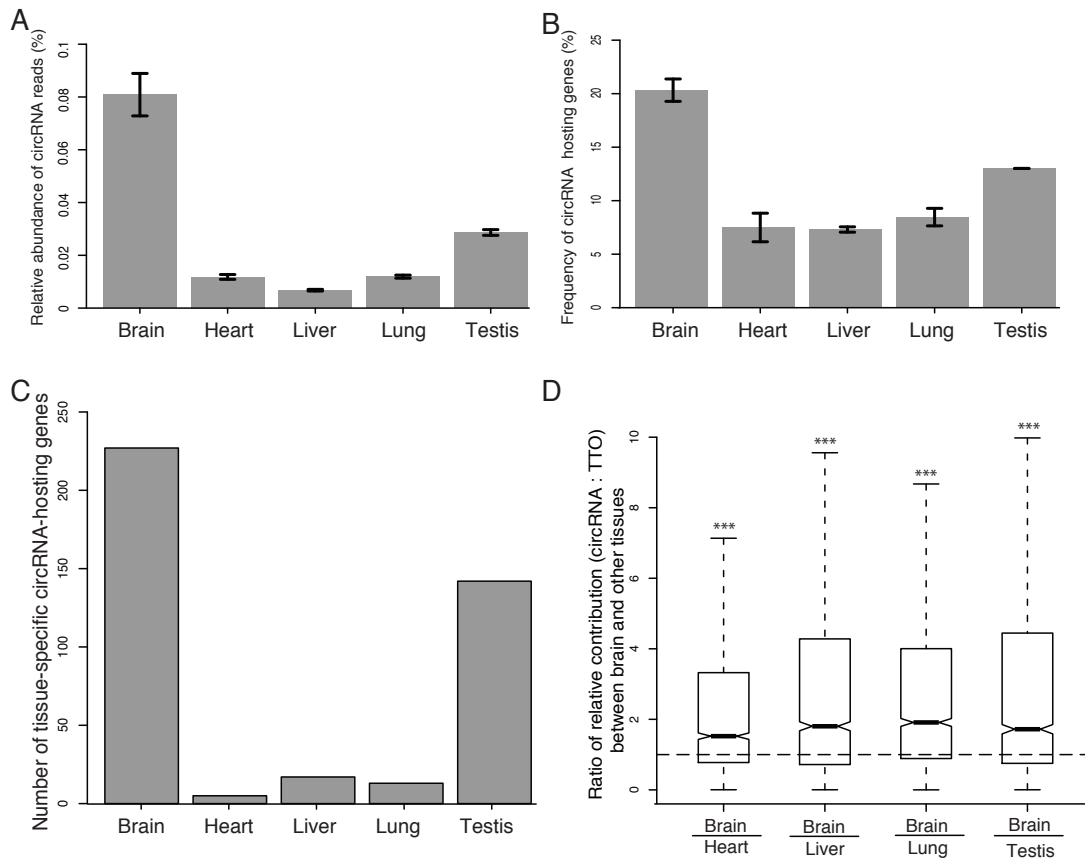 A
Relative abundance of circRNA reads (%)
0.1
0.08
0.06
0.04
0.02
0
Brain Heart Liver Lung Testis
B
Frequency of circRNA hosting genes (%)
25
20
15
10
5
0
Brain Heart Liver Lung Testis
C
Number of tissue-specific circRNA-hosting genes
250
200
150
100
50
0
Brain Heart Liver Lung Testis
D
Ratio of relative contribution (circRNA : TTO)
between brain and other tissues
10
8
6
4
2
0
*** *** *** ***
Brain Brain Brain Brain
Heart Liver Lung Testis